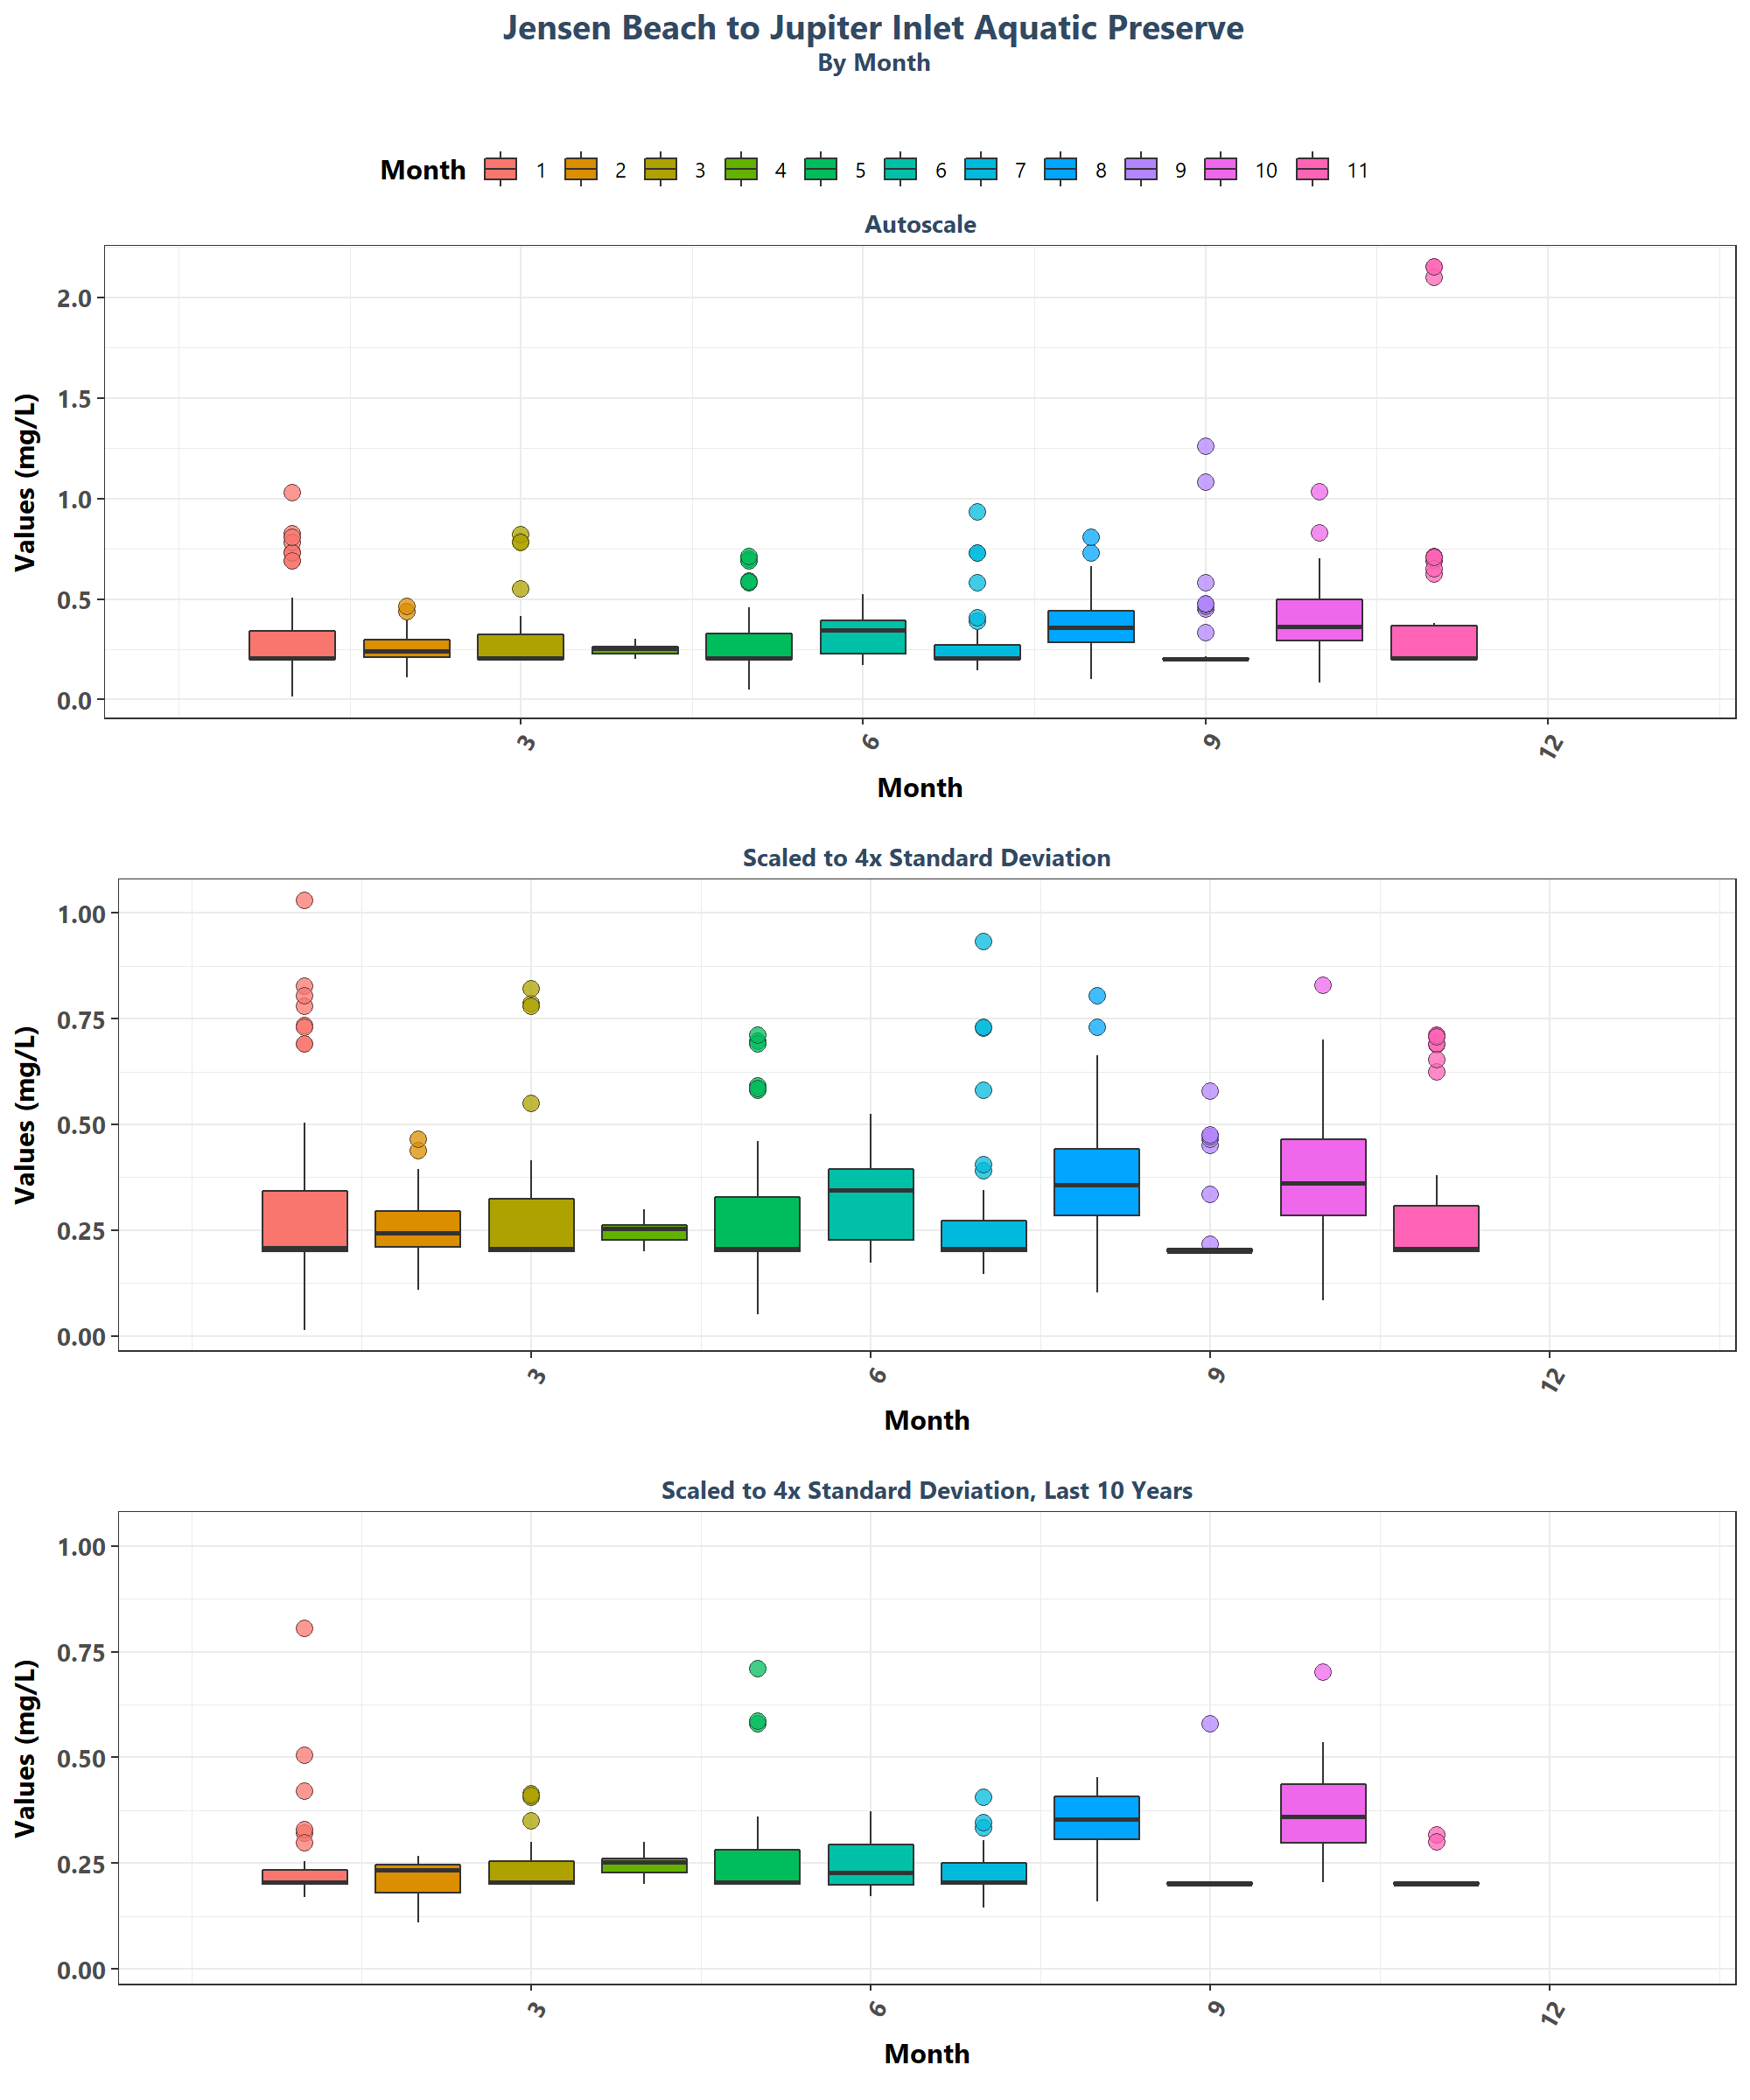 Jensen Beach to Jupiter Inlet Aquatic Preserve
By Month
Month 1 2 3 4 5 6 7 8 9 10 11
Autoscale
Values (mg/L)
2.0
1.5
1.0
0.5
0.0
3 6 9 12
Month
Scaled to 4x Standard Deviation
Values (mg/L)
1.00
0.75
0.50
0.25
0.00
3 6 9 12
Month
Scaled to 4x Standard Deviation, Last 10 Years
Values (mg/L)
1.00
0.75
0.50
0.25
0.00
3 6 9 12
Month